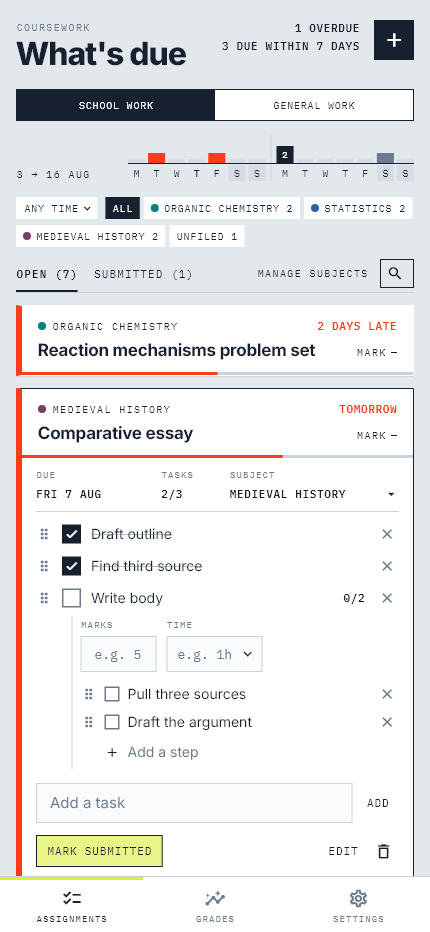 COURSEWORK
What's due
1 OVERDUE
3 DUE WITHIN 7 DAYS
+
SCHOOL WORK
GENERAL WORK
2
3 → 16 AUG
M T W T F S S M T W T F S S
ANY TIME
ALL
ORGANIC CHEMISTRY 2
STATISTICS 2
MEDIEVAL HISTORY 2
UNFILED 1
OPEN (7)
SUBMITTED (1)
MANAGE SUBJECTS
ORGANIC CHEMISTRY
2 DAYS LATE
Reaction mechanisms problem set
MARK –
MEDIEVAL HISTORY
TOMORROW
Comparative essay
MARK –
DUE
TASKS
SUBJECT
FRI 7 AUG
2/3
MEDIEVAL HISTORY
Draft outline
Find third source
Write body
0/2
MARKS
TIME
e.g. 5
e.g. 1h
Pull three sources
Draft the argument
+ Add a step
Add a task
ADD
MARK SUBMITTED
EDIT
ASSIGNMENTS
GRADES
SETTINGS